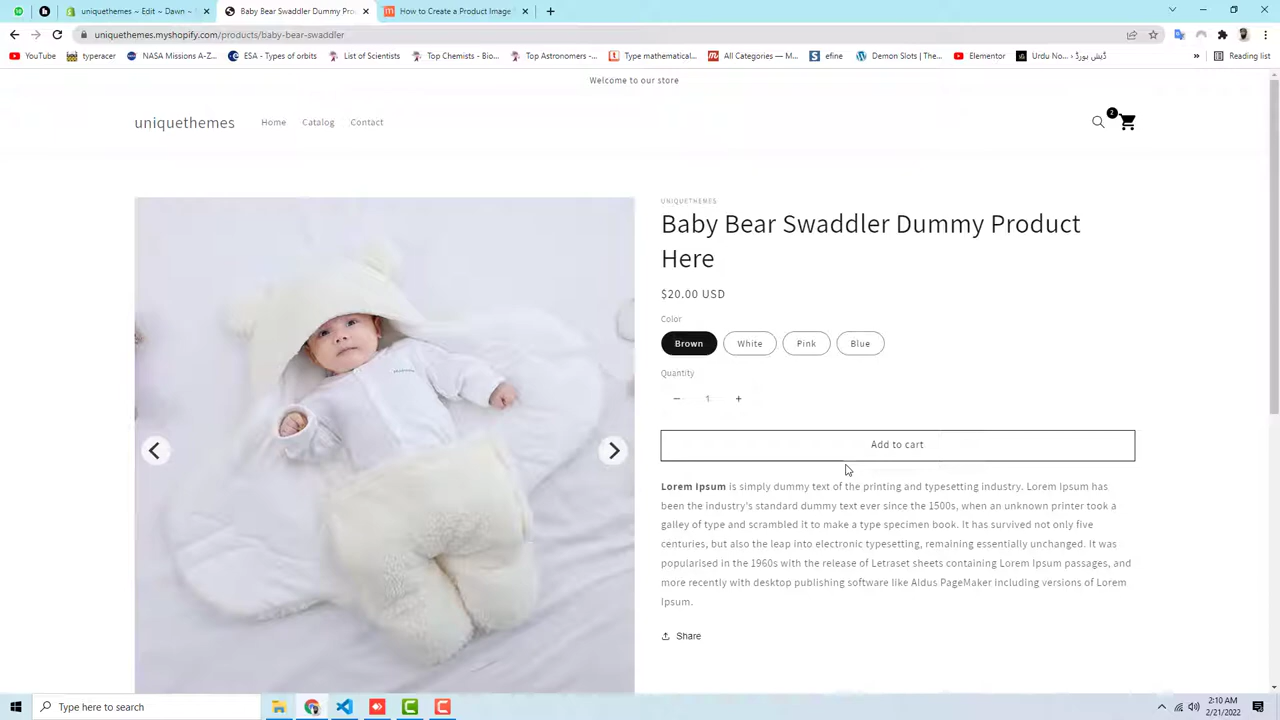 uniquethemes ~ Edit ~ Dawn ~
Baby Bear Swaddler Dummy Pro
How to Create a Product Image
uniquethemes.myshopify.com/products/baby-bear-swaddler
YouTube
typeracer
NASA Missions A-Z...
ESA - Types of orbits
List of Scientists
Top Chemists - Bio...
Top Astronomers -...
Type mathematical...
All Categories — M...
efine
Demon Slayer
Elementor
Urdu No... › ڈیش بورڈ
»
Reading list
Welcome to our store
uniquethemes
Home
Catalog
Contact
2
UNIQUETHEMES
Baby Bear Swaddler Dummy Product
Here
$20.00 USD
Color
Brown
White
Pink
Blue
Quantity
− 1 +
Add to cart
Lorem Ipsum is simply dummy text of the printing and typesetting industry. Lorem Ipsum has
been the industry's standard dummy text ever since the 1500s, when an unknown printer took a
galley of type and scrambled it to make a type specimen book. It has survived not only five
centuries, but also the leap into electronic typesetting, remaining essentially unchanged. It was
popularised in the 1960s with the release of Letraset sheets containing Lorem Ipsum passages, and
more recently with desktop publishing software like Aldus PageMaker including versions of Lorem
Ipsum.
Share
Type here to search
2:10 AM
2/21/2022